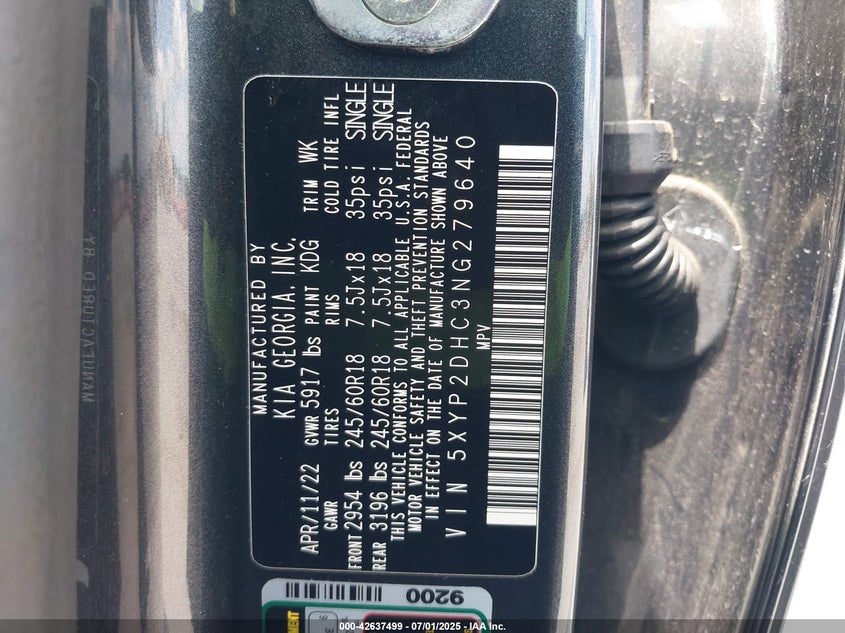 MANUFACTURED BY
KIA GEORGIA, INC.
APR/11/22 GVWR 5917 lbs PAINT KDG TRIM WK
GAWR TIRES RIMS COLD TIRE INFL
FRONT 2954 lbs 245/60R18 7.5Jx18 35psi SINGLE
REAR 3196 lbs 245/60R18 7.5Jx18 35psi SINGLE
THIS VEHICLE CONFORMS TO ALL APPLICABLE U.S.A. FEDERAL
MOTOR VEHICLE SAFETY AND THEFT PREVENTION STANDARDS
IN EFFECT ON THE DATE OF MANUFACTURE SHOWN ABOVE
VIN 5XYP2DHC3NG279640
MPV
9200
MANUFACTURED BY
000-42637499 - 07/01/2025 - IAA Inc.